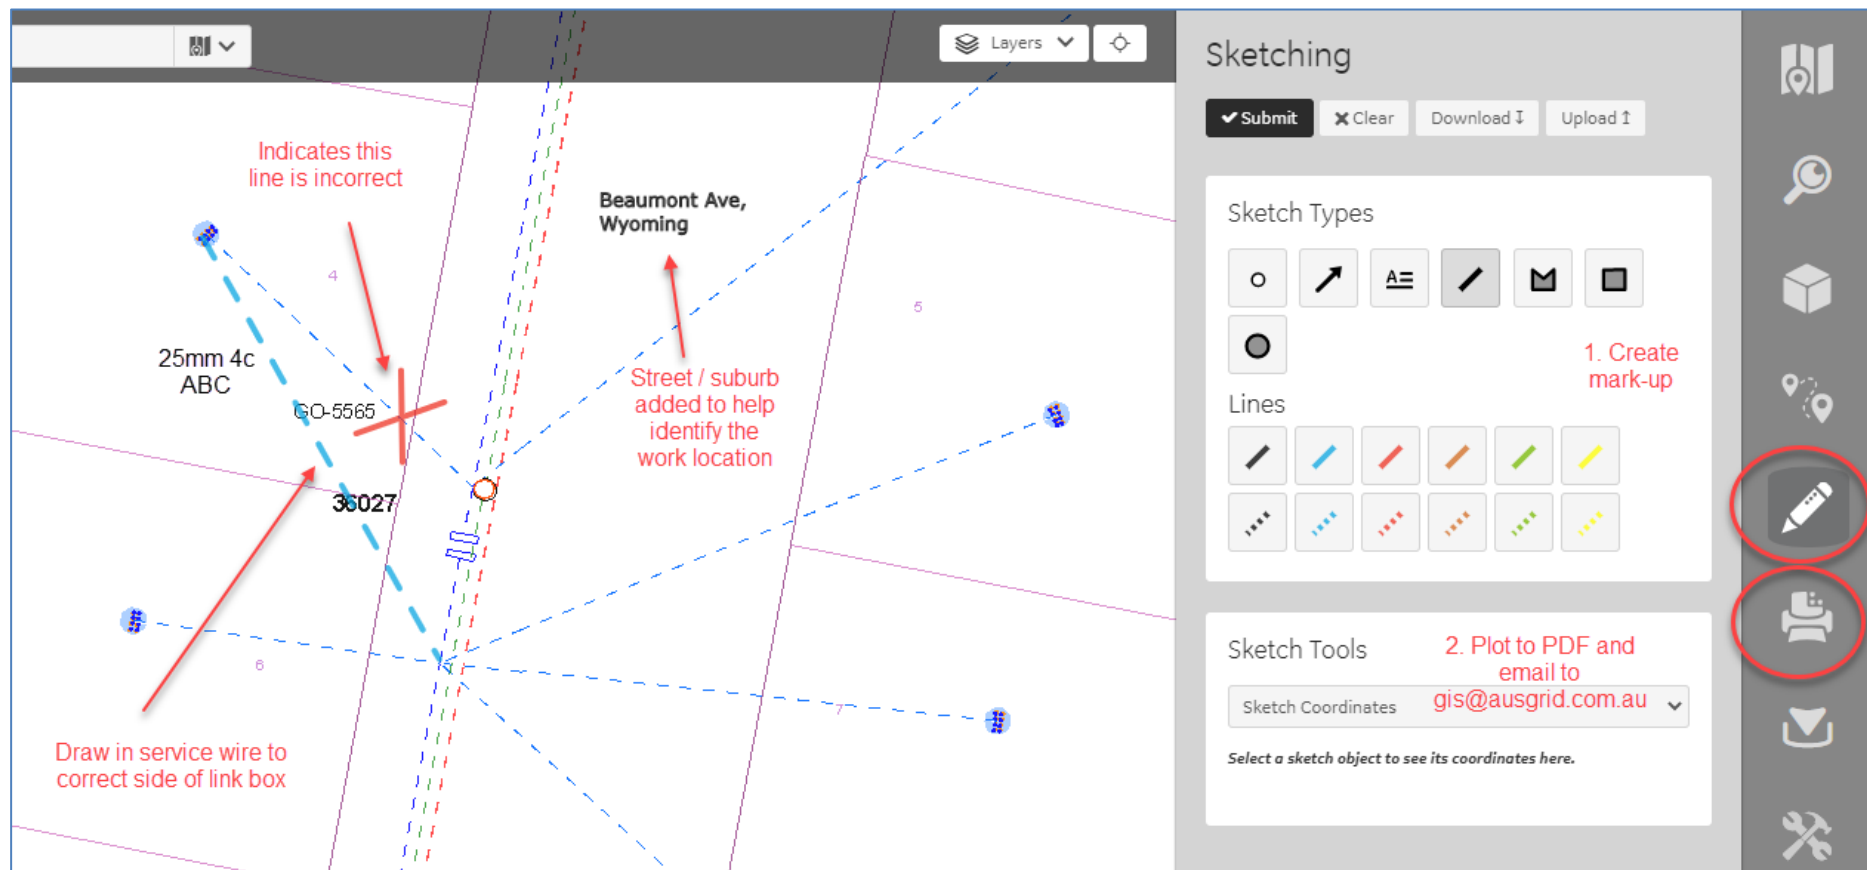 Layers
Indicates this
line is incorrect
Beaumont Ave,
Wyoming
4
5
25mm 4c
ABC
GO-5565
Street / suburb
added to help
identify the
work location
36027
6
7
Draw in service wire to
correct side of link box
Sketching
Submit
Clear
Download
Upload
Sketch Types
A
1. Create
mark-up
Lines
Sketch Tools
2. Plot to PDF and
email to
gis@ausgrid.com.au
Sketch Coordinates
Select a sketch object to see its coordinates here.